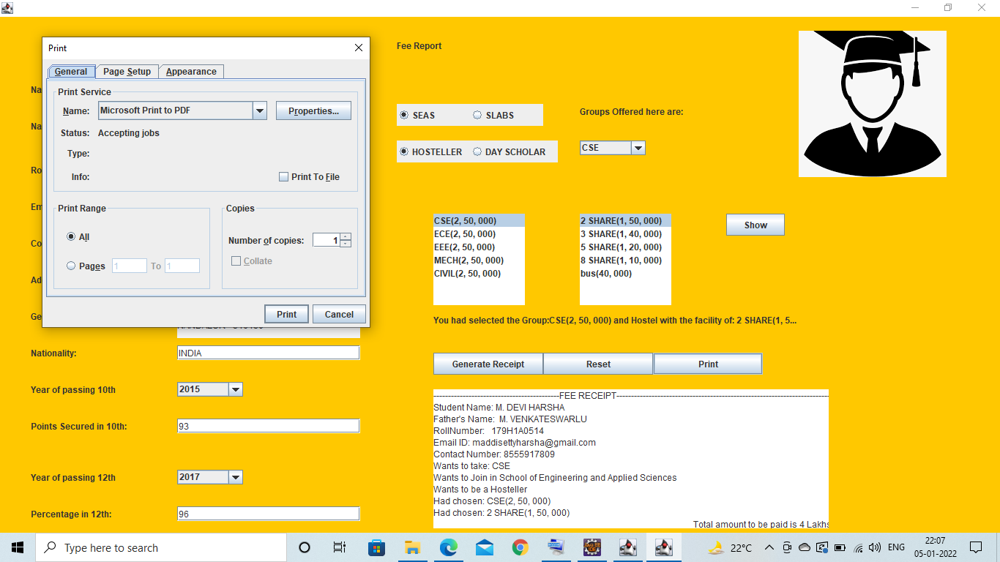 Print
General
Page Setup
Appearance
Print Service
Name:
Microsoft Print to PDF
Properties...
Status:
Accepting jobs
Type:
Info:
Print To File
Print Range
All
Pages
1
To
1
Copies
Number of copies:
1
Collate
Print
Cancel
Na
Na
Ro
Em
Co
Ad
Ge
Nationality:
INDIA
Year of passing 10th
2015
Points Secured in 10th:
93
Year of passing 12th
2017
Percentage in 12th:
96
Fee Report
SEAS
SLABS
Groups Offered here are:
HOSTELLER
DAY SCHOLAR
CSE
CSE(2, 50, 000)
ECE(2, 50, 000)
EEE(2, 50, 000)
MECH(2, 50, 000)
CIVIL(2, 50, 000)
2 SHARE(1, 50, 000)
3 SHARE(1, 40, 000)
5 SHARE(1, 20, 000)
8 SHARE(1, 10, 000)
bus(40, 000)
Show
You had selected the Group:CSE(2, 50, 000) and Hostel with the facility of: 2 SHARE(1, 5...
Generate Receipt
Reset
Print
-------------------------------------------FEE RECEIPT-------------------------------------------
Student Name: M. DEVI HARSHA
Father's Name: M. VENKATESWARLU
RollNumber: 179H1A0514
Email ID: maddisettyharsha@gmail.com
Contact Number: 8555917809
Wants to take: CSE
Wants to Join in School of Engineering and Applied Sciences
Wants to be a Hosteller
Had chosen: CSE(2, 50, 000)
Had chosen: 2 SHARE(1, 50, 000)
Total amount to be paid is 4 Lakhs
Type here to search
22°C
ENG
22:07
05-01-2022